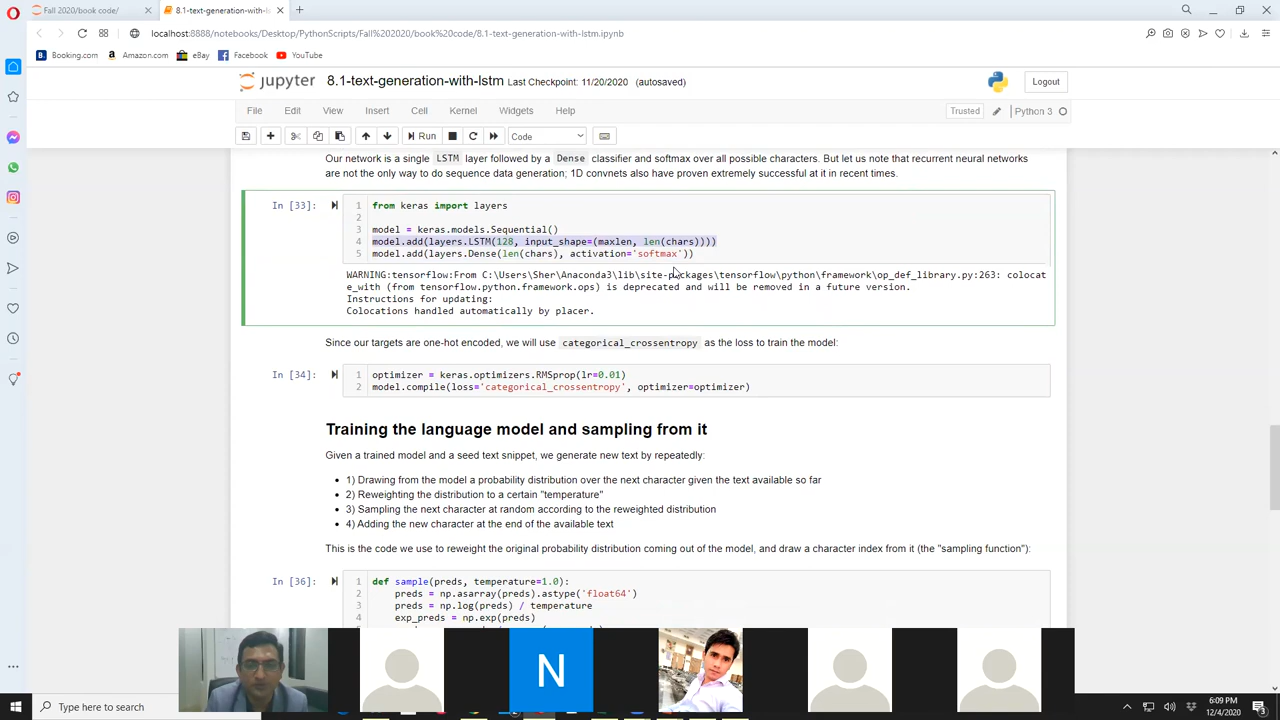 Fall 2020/book code/
8.1-text-generation-with-ls
localhost:8888/notebooks/Desktop/PythonScripts/Fall%202020/book%20code/8.1-text-generation-with-lstm.ipynb
Booking.com
Amazon.com
eBay
Facebook
YouTube
jupyter
8.1-text-generation-with-lstm
Last Checkpoint: 11/20/2020 (autosaved)
Logout
File Edit View Insert Cell Kernel Widgets Help
Trusted
Python 3
Run
Code
Our network is a single LSTM layer followed by a Dense classifier and softmax over all possible characters. But let us note that recurrent neural networks
are not the only way to do sequence data generation; 1D convnets also have proven extremely successful at it in recent times.
In [33]:
1 from keras import layers
2
3 model = keras.models.Sequential()
4 model.add(layers.LSTM(128, input_shape=(maxlen, len(chars))))
5 model.add(layers.Dense(len(chars), activation='softmax'))
WARNING:tensorflow:From C:\Users\Sher\Anaconda3\lib\site-packages\tensorflow\python\framework\op_def_library.py:263: colocat
e_with (from tensorflow.python.framework.ops) is deprecated and will be removed in a future version.
Instructions for updating:
Colocations handled automatically by placer.
Since our targets are one-hot encoded, we will use categorical_crossentropy as the loss to train the model:
In [34]:
1 optimizer = keras.optimizers.RMSprop(lr=0.01)
2 model.compile(loss='categorical_crossentropy', optimizer=optimizer)
Training the language model and sampling from it
Given a trained model and a seed text snippet, we generate new text by repeatedly:
• 1) Drawing from the model a probability distribution over the next character given the text available so far
• 2) Reweighting the distribution to a certain "temperature"
• 3) Sampling the next character at random according to the reweighted distribution
• 4) Adding the new character at the end of the available text
This is the code we use to reweight the original probability distribution coming out of the model, and draw a character index from it (the "sampling function"):
In [36]:
1 def sample(preds, temperature=1.0):
2 preds = np.asarray(preds).astype('float64')
3 preds = np.log(preds) / temperature
4 exp_preds = np.exp(preds)
N
Type here to search
6:09 PM
12/4/2020